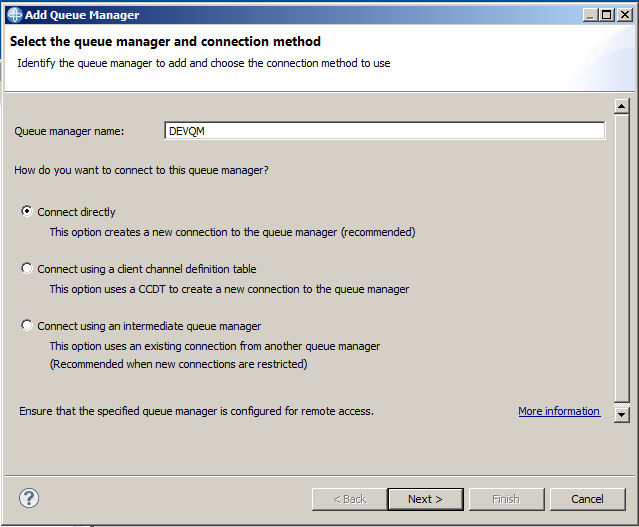 Add Queue Manager
Select the queue manager and connection method
Identify the queue manager to add and choose the connection method to use
Queue manager name: DEVQM
How do you want to connect to this queue manager?
Connect directly
This option creates a new connection to the queue manager (recommended)
Connect using a client channel definition table
This option uses a CCDT to create a new connection to the queue manager
Connect using an intermediate queue manager
This option uses an existing connection from another queue manager
(Recommended when new connections are restricted)
Ensure that the specified queue manager is configured for remote access. More information
? < Back Next > Finish Cancel